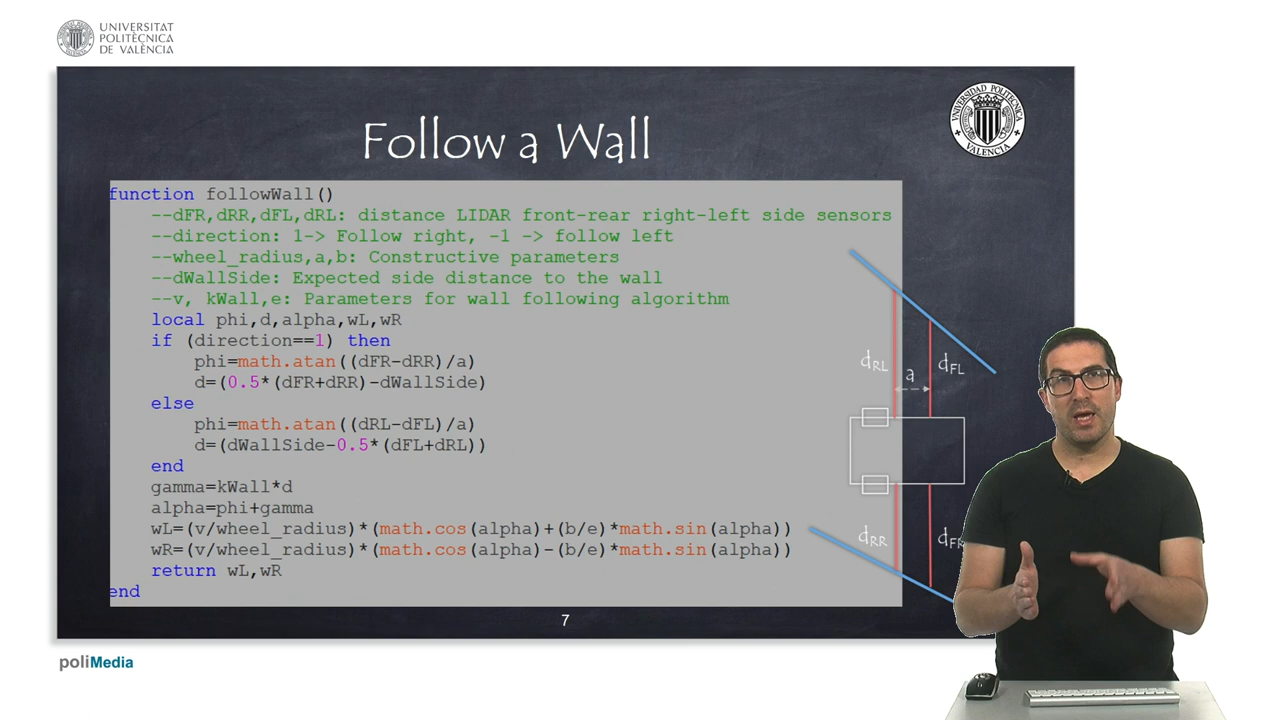 UNIVERSITAT
POLITÈCNICA
DE VALÈNCIA
UNIVERSIDAD POLITECNICA
VALENCIA
Follow a Wall
function followWall()
--dFR,dRR,dFL,dRL: distance LIDAR front-rear right-left side sensors
--direction: 1-> Follow right, -1 -> follow left
--wheel_radius,a,b: Constructive parameters
--dWallSide: Expected side distance to the wall
--v, kWall,e: Parameters for wall following algorithm
local phi,d,alpha,wL,wR
if (direction==1) then
phi=math.atan((dFR-dRR)/a)
d=(0.5*(dFR+dRR)-dWallSide)
else
phi=math.atan((dRL-dFL)/a)
d=(dWallSide-0.5*(dFL+dRL))
end
gamma=kWall*d
alpha=phi+gamma
wL=(v/wheel_radius)*(math.cos(alpha)+(b/e)*math.sin(alpha))
wR=(v/wheel_radius)*(math.cos(alpha)-(b/e)*math.sin(alpha))
return wL,wR
end
dRL
a
dFL
dRR
dFR
7
poliMedia